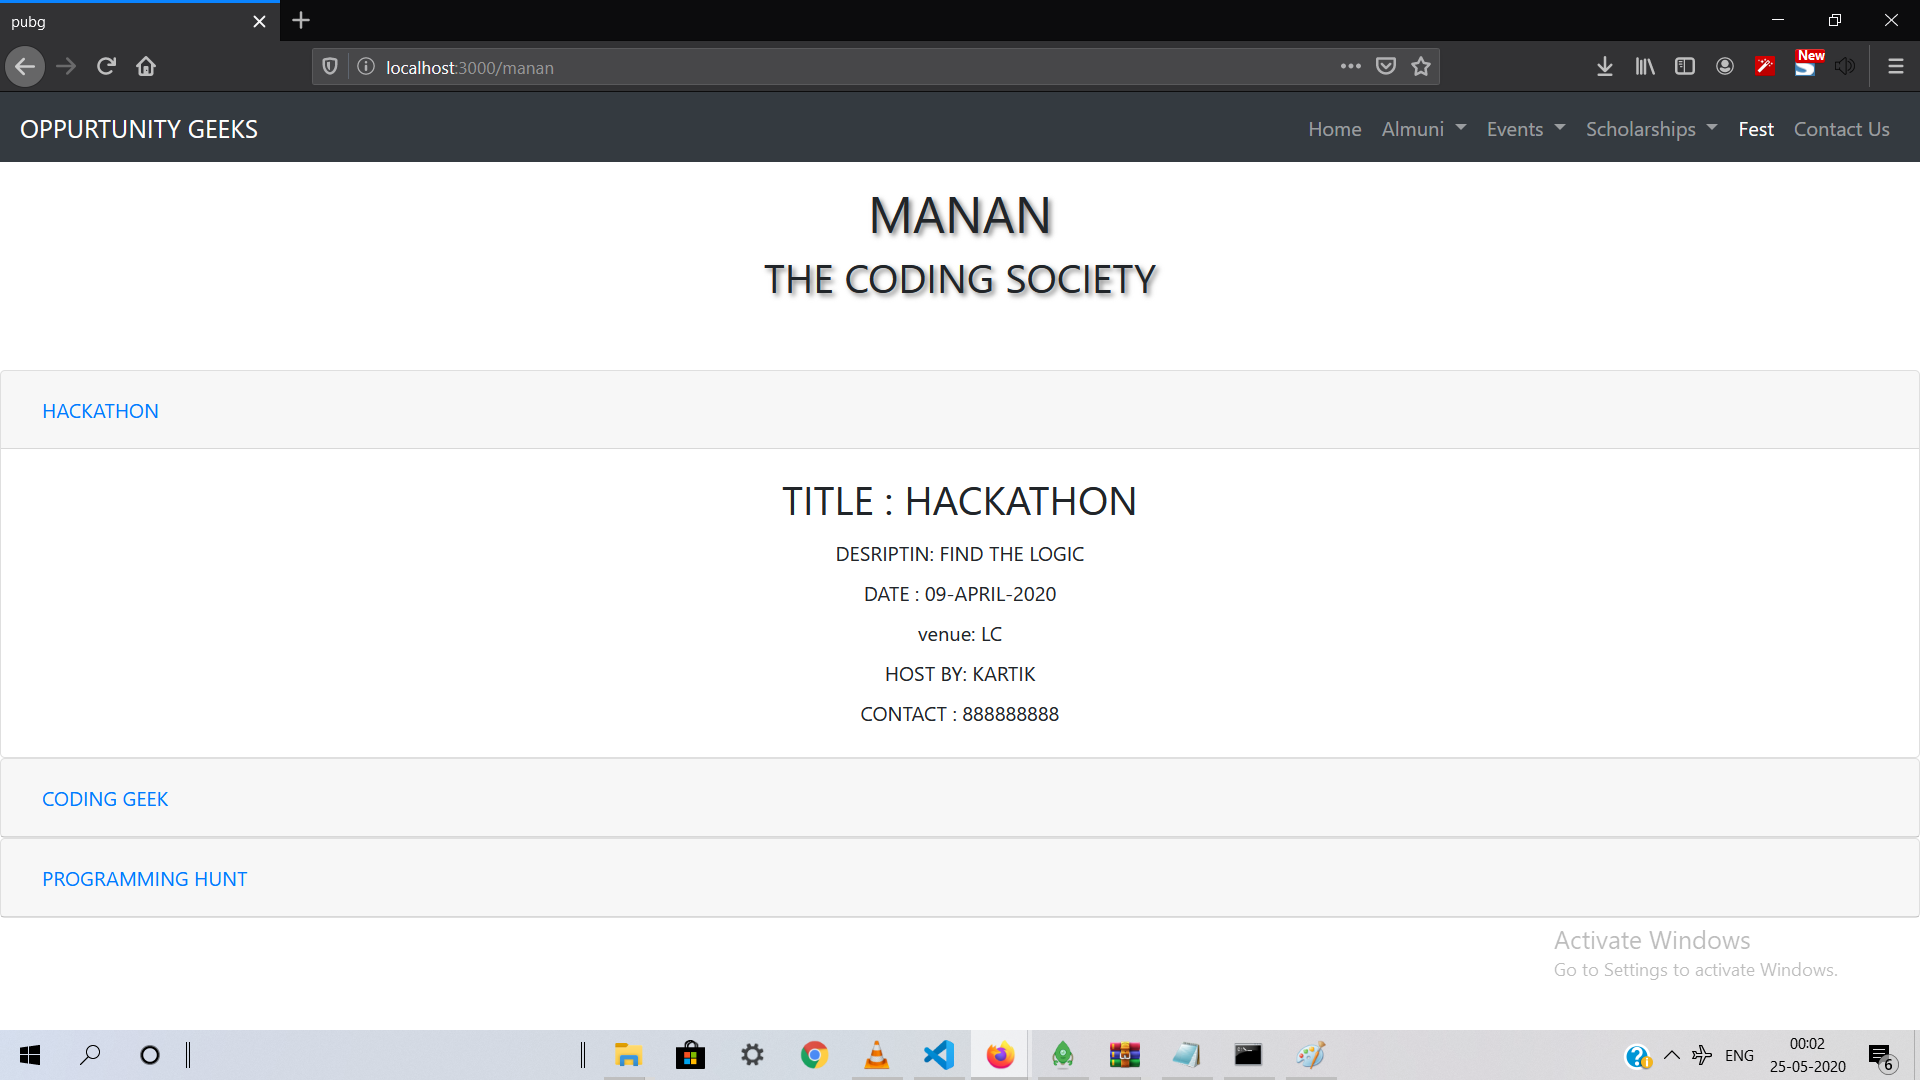 pubg
localhost:3000/manan
New
OPPURTUNITY GEEKS
Home Almuni Events Scholarships Fest Contact Us
MANAN
THE CODING SOCIETY
HACKATHON
TITLE : HACKATHON
DESRIPTIN: FIND THE LOGIC
DATE : 09-APRIL-2020
venue: LC
HOST BY: KARTIK
CONTACT : 888888888
CODING GEEK
PROGRAMMING HUNT
Activate Windows
Go to Settings to activate Windows.
ENG
00:02
25-05-2020
6